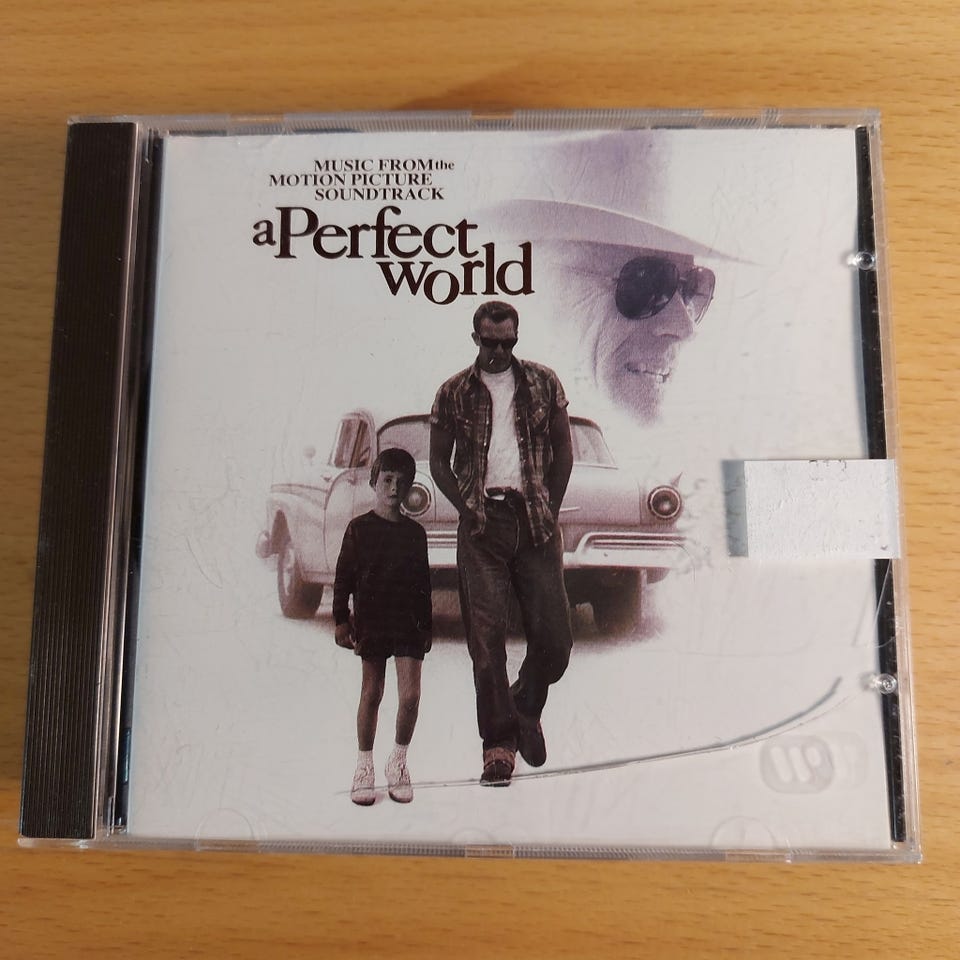 MUSIC FROM the
MOTION PICTURE
SOUNDTRACK
a Perfect
world